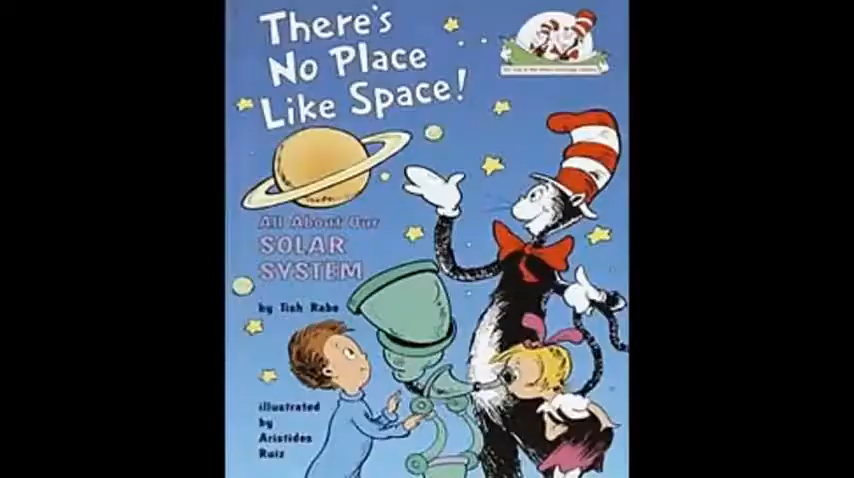 There's
No Place
Like Space!
All About Our
SOLAR
SYSTEM
by Tish Rabe
illustrated
by
Aristides
Ruiz